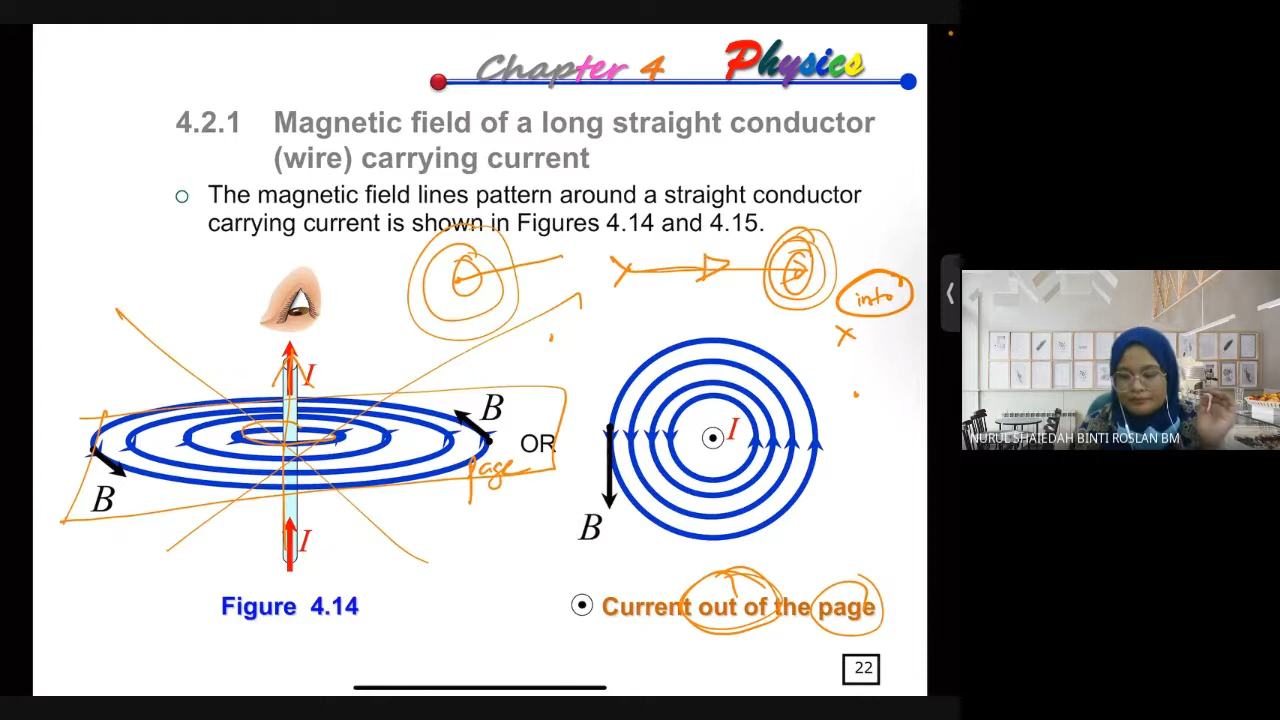 Chapter 4 Physics
4.2.1 Magnetic field of a long straight conductor
(wire) carrying current
The magnetic field lines pattern around a straight conductor
carrying current is shown in Figures 4.14 and 4.15.
into
x
I
B
OR
I
page
B
B
I
Figure 4.14
Current out of the page
22
NURUL SHAIEDAH BINTI ROSLAN BM